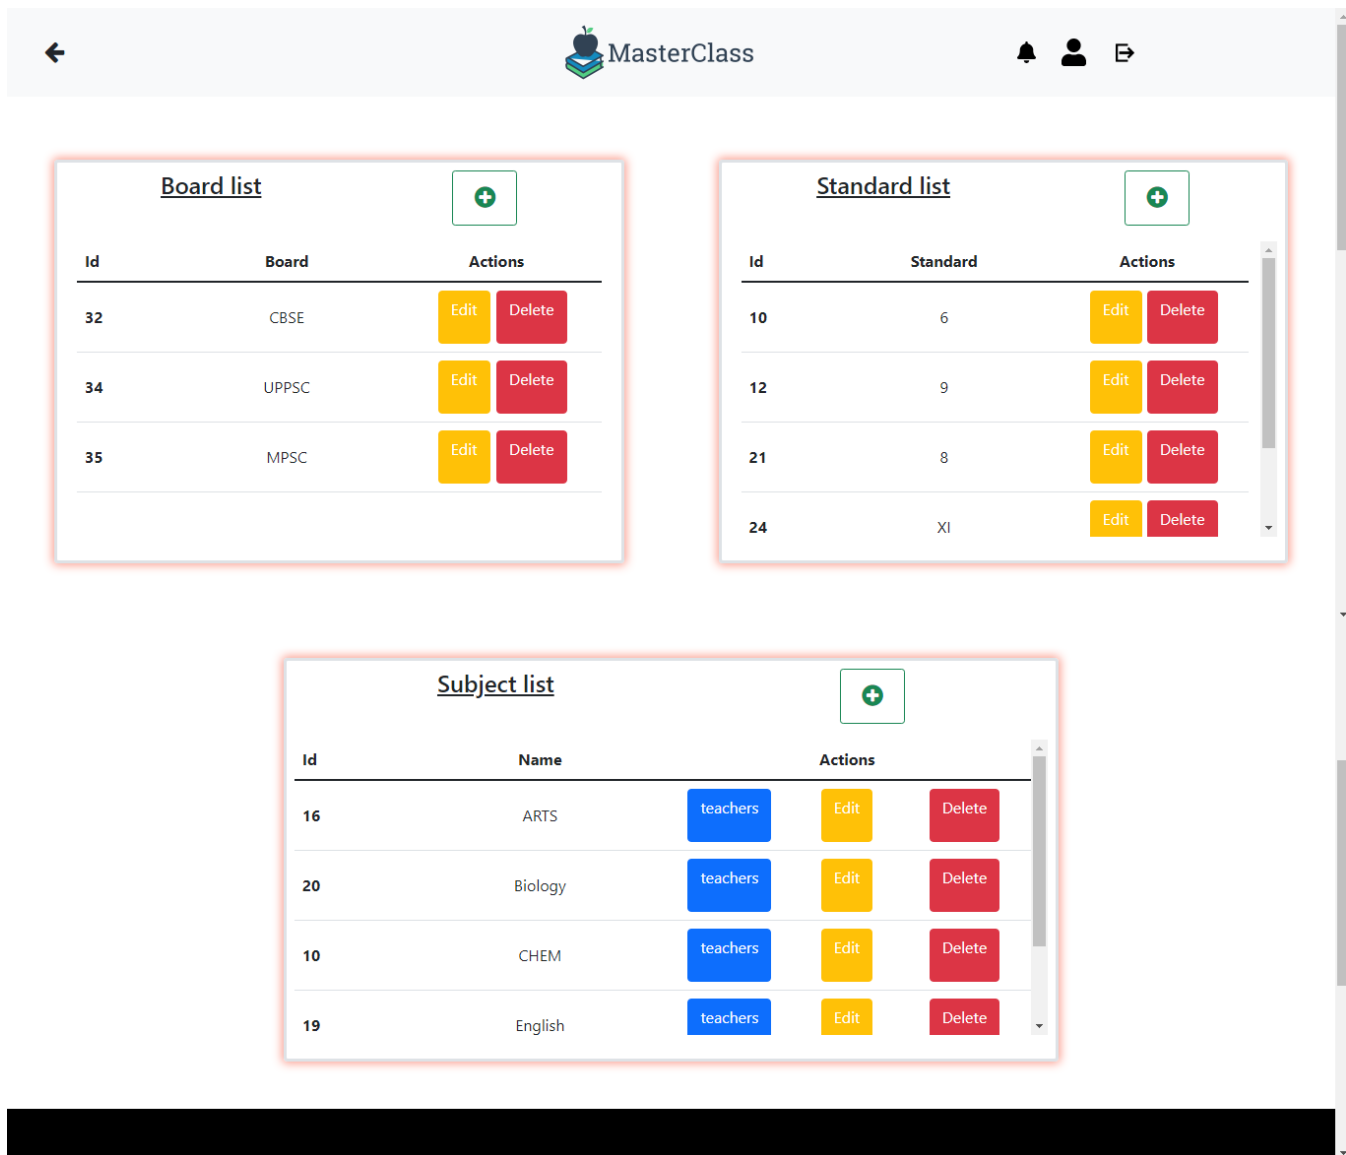 MasterClass
Board list
Id Board Actions
32 CBSE Edit Delete
34 UPPSC Edit Delete
35 MPSC Edit Delete
Standard list
Id Standard Actions
10 6 Edit Delete
12 9 Edit Delete
21 8 Edit Delete
24 XI Edit Delete
Subject list
Id Name Actions
16 ARTS teachers Edit Delete
20 Biology teachers Edit Delete
10 CHEM teachers Edit Delete
19 English teachers Edit Delete